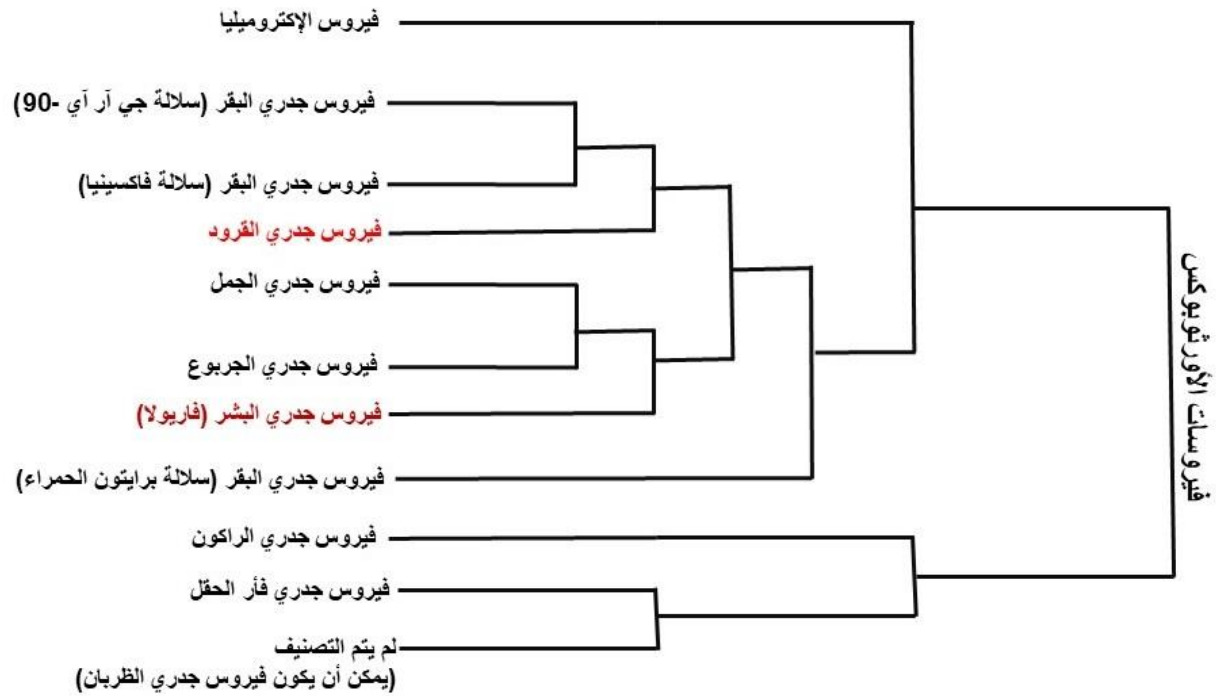 فيروس الإكتروميليا
فيروس جدري البقر (سلالة جي آر آي -90)
فيروس جدري البقر (سلالة فاكسينيا)
فيروس جدري القرود
فيروس جدري الجمل
فيروس جدري الجربوع
فيروس جدري البشر (فاريولا)
فيروس جدري البقر (سلالة برايتون الحمراء)
فيروس جدري الراكون
فيروس جدري فأر الحقل
لم يتم التصنيف
(يمكن أن يكون فيروس جدري الظربان)
فيروسات الأورثوبوكس